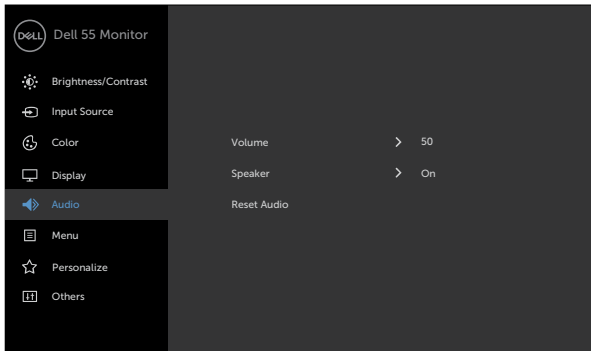 DELL Dell 55 Monitor
Brightness/Contrast
Input Source
Color
Display
Audio
Menu
Personalize
Others
Volume > 50
Speaker > On
Reset Audio